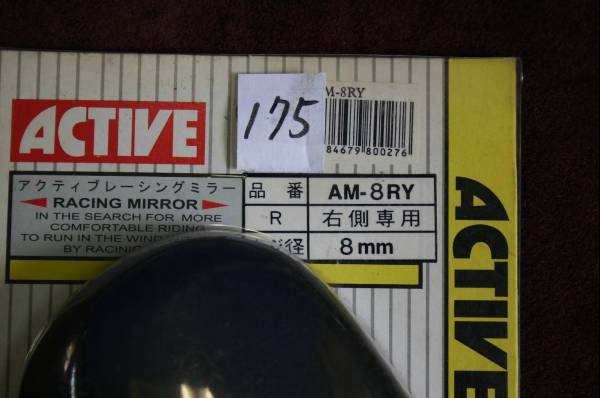 ACTIVE
175
M-8RY
84679 800276
アクティブレーシングミラー
◀ RACING MIRROR ▶
IN THE SEARCH FOR MORE
COMFORTABLE RIDING
TO RUN IN THE WIND
BY RACING
品番 AM-8RY
R 右側専用
径 8mm
ACTIVE